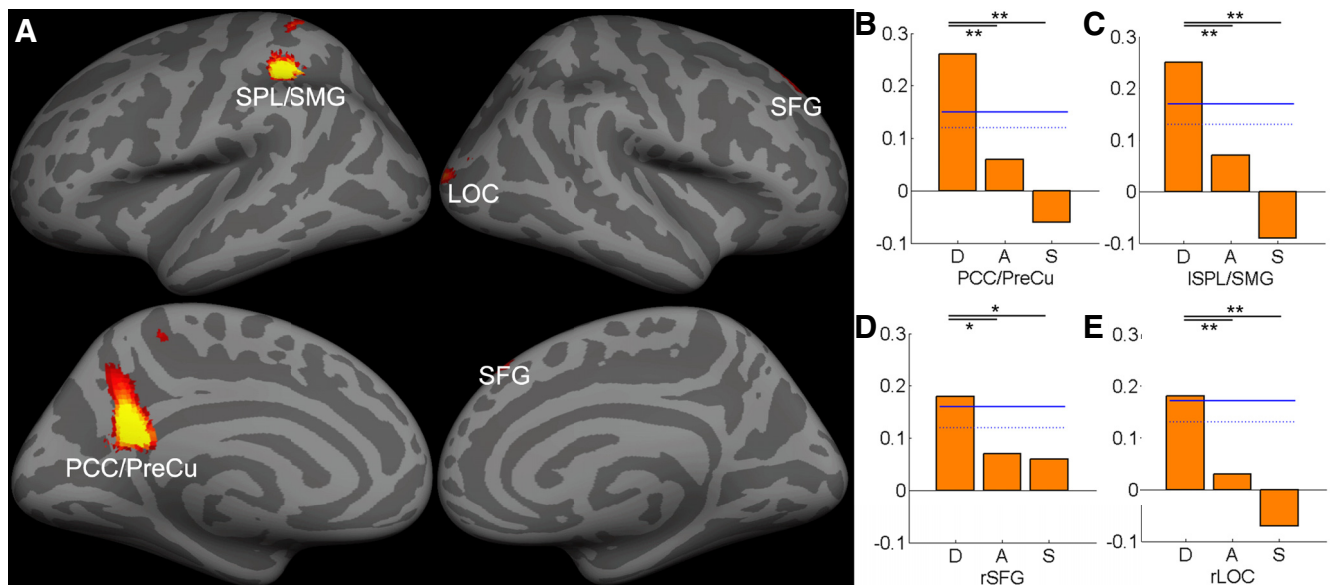 A
SPL/SMG
SFG
LOC
PCC/PreCu
SFG
B
**
**
0.3
0.2
0.1
0
-0.1
D A S
PCC/PreCu
C
**
**
0.3
0.2
0.1
0
-0.1
D A S
lSPL/SMG
D
*
*
0.3
0.2
0.1
0
-0.1
D A S
rSFG
E
**
**
0.3
0.2
0.1
0
-0.1
D A S
rLOC